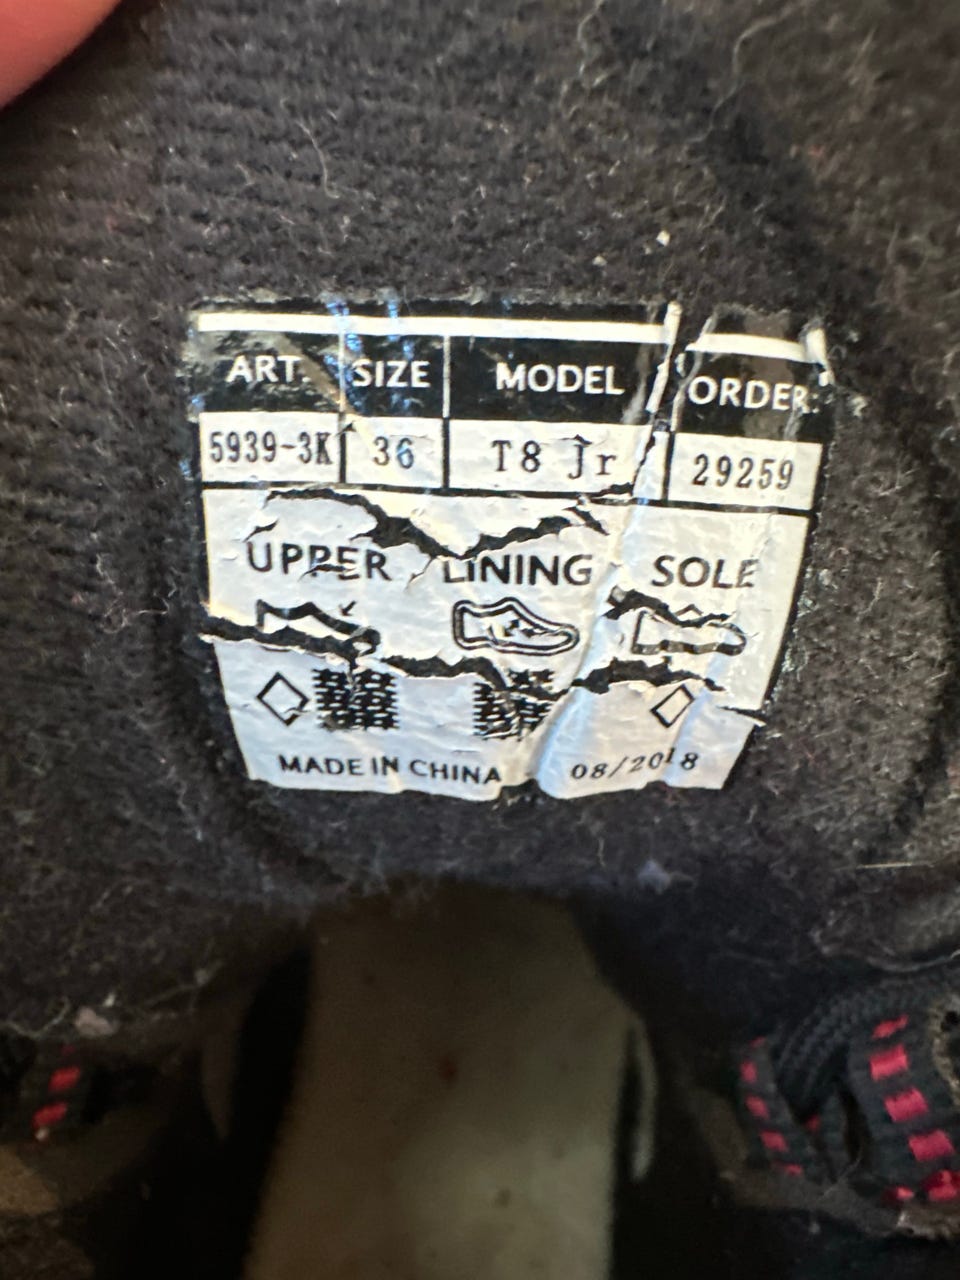 ART. SIZE MODEL ORDER:
5939-3K 36 T8 Jr 29259
UPPER LINING SOLE
MADE IN CHINA 08/2018